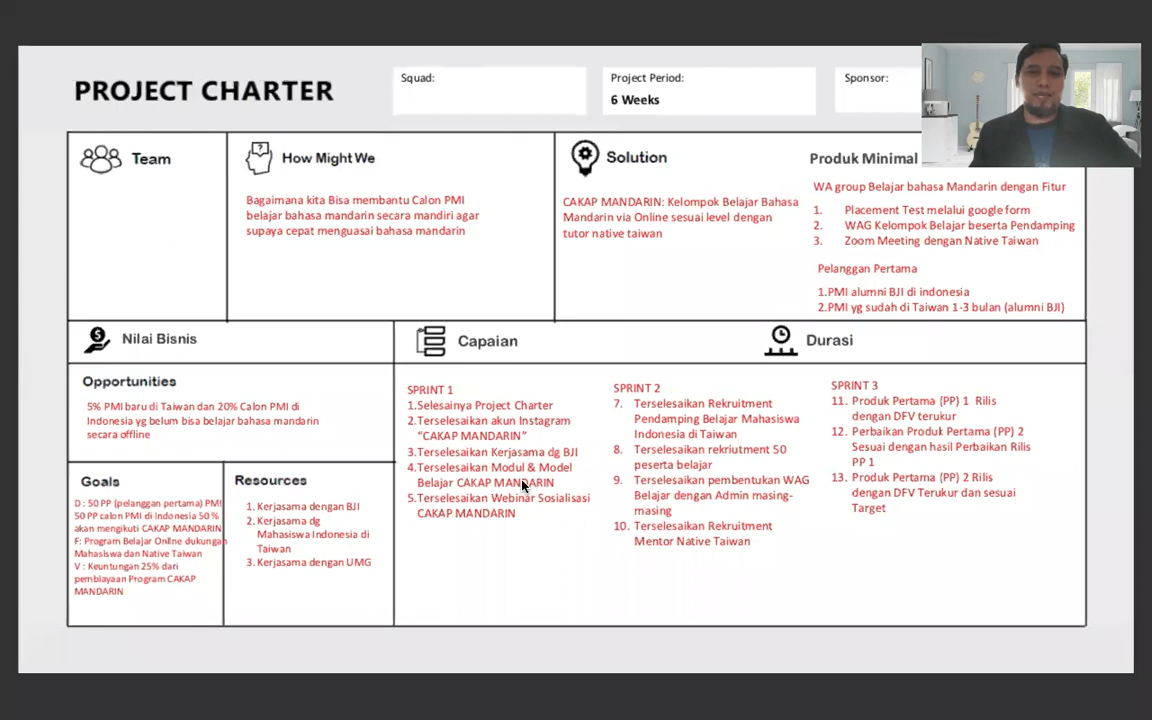 PROJECT CHARTER
Squad:
Project Period:
6 Weeks
Sponsor:
Team
How Might We
Bagaimana kita Bisa membantu Calon PMI
belajar bahasa mandarin secara mandiri agar
supaya cepat menguasai bahasa mandarin
Solution
CAKAP MANDARIN: Kelompok Belajar Bahasa
Mandarin via Online sesuai level dengan
tutor native taiwan
Produk Minimal
WA group Belajar bahasa Mandarin dengan Fitur
1. Placement Test melalui google form
2. WAG Kelompok Belajar beserta Pendamping
3. Zoom Meeting dengan Native Taiwan
Pelanggan Pertama
1.PMI alumni BJI di indonesia
2.PMI yg sudah di Taiwan 1-3 bulan (alumni BJI)
Nilai Bisnis
Opportunities
5% PMI baru di Taiwan dan 20% Calon PMI di
Indonesia yg belum bisa belajar bahasa mandarin
secara offline
Goals
D : 50 PP (pelanggan pertama) PMI
50 PP calon PMI di Indonesia 50 %
akan mengikuti CAKAP MANDARIN
F: Program Belajar Online dukungan
Mahasiswa dan Native Taiwan
V : Keuntungan 25% dari
pembiayaan Program CAKAP
MANDARIN
Resources
1. Kerjasama dengan BJI
2. Kerjasama dg
Mahasiswa Indonesia di
Taiwan
3. Kerjasama dengan UMG
Capaian
Durasi
SPRINT 1
1.Selesainya Project Charter
2.Terselesaikan akun Instagram
“CAKAP MANDARIN”
3.Terselesaikan Kerjasama dg BJI
4.Terselesaikan Modul & Model
Belajar CAKAP MANDARIN
5.Terselesaikan Webinar Sosialisasi
CAKAP MANDARIN
SPRINT 2
7. Terselesaikan Rekruitment
Pendamping Belajar Mahasiswa
Indonesia di Taiwan
8. Terselesaikan rekriutment 50
peserta belajar
9. Terselesaikan pembentukan WAG
Belajar dengan Admin masing-
masing
10. Terselesaikan Rekruitment
Mentor Native Taiwan
SPRINT 3
11. Produk Pertama (PP) 1 Rilis
dengan DFV terukur
12. Perbaikan Produk Pertama (PP) 2
Sesuai dengan hasil Perbaikan Rilis
PP 1
13. Produk Pertama (PP) 2 Rilis
dengan DFV Terukur dan sesuai
Target